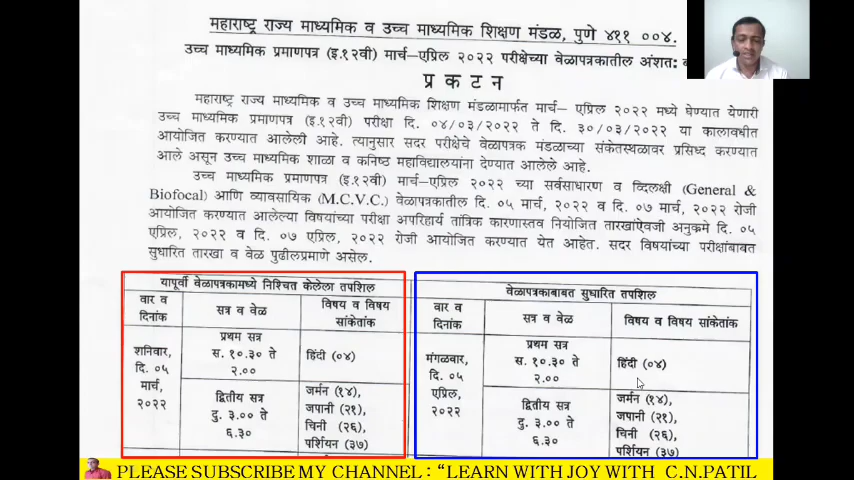 महाराष्ट्र राज्य माध्यमिक व उच्च माध्यमिक शिक्षण मंडळ, पुणे ४११ ००४.
उच्च माध्यमिक प्रमाणपत्र (इ.१२वी) मार्च–एप्रिल २०२२ परीक्षेच्या वेळापत्रकातील अंशत:
प्र क ट न
महाराष्ट्र राज्य माध्यमिक व उच्च माध्यमिक शिक्षण मंडळामार्फत मार्च– एप्रिल २०२२ मध्ये घेण्यात येणारी
उच्च माध्यमिक प्रमाणपत्र (इ.१२वी) परीक्षा दि. ०४/०३/२०२२ ते दि. ३०/०३/२०२२ या कालावधीत
आयोजित करण्यात आलेली आहे. त्यानुसार सदर परीक्षेचे वेळापत्रक मंडळाच्या संकेतस्थळावर प्रसिध्द करण्यात
आले असून उच्च माध्यमिक शाळा व कनिष्ठ महाविद्यालयांना देण्यात आलेले आहे.
उच्च माध्यमिक प्रमाणपत्र (इ.१२वी) मार्च–एप्रिल २०२२ च्या सर्वसाधारण व व्दिलक्षी (General &
Biofocal) आणि व्यावसायिक (M.C.V.C.) वेळापत्रकातील दि. ०५ मार्च, २०२२ व दि. ०७ मार्च, २०२२ रोजी
आयोजित करण्यात आलेल्या विषयांच्या परीक्षा अपरिहार्य तांत्रिक कारणास्तव नियोजित तारखांऐवजी अनुक्रमे दि. ०५
एप्रिल, २०२२ व दि. ०७ एप्रिल, २०२२ रोजी आयोजित करण्यात येत आहेत. सदर विषयांच्या परीक्षांबाबत
सुधारित तारखा व वेळ पुढीलप्रमाणे असेल.
यापूर्वी वेळापत्रकामध्ये निश्चित केलेला तपशिल
वार व दिनांक
सत्र व वेळ
विषय व विषय
सांकेतांक
शनिवार,
दि. ०५
मार्च,
२०२२
प्रथम सत्र
स. १०.३० ते
२.००
हिंदी (०४)
द्वितीय सत्र
दु. ३.०० ते
६.३०
जर्मन (१४),
जपानी (२१),
चिनी (२६),
पर्शियन (३७)
वेळापत्रकाबाबत सुधारित तपशिल
वार व
दिनांक
सत्र व वेळ
विषय व विषय सांकेतांक
मंगळवार,
दि. ०५
एप्रिल,
२०२२
प्रथम सत्र
स. १०.३० ते
२.००
हिंदी (०४)
द्वितीय सत्र
दु. ३.०० ते
६.३०
जर्मन (१४),
जपानी (२१),
चिनी (२६),
पर्शियन (३७)
PLEASE SUBSCRIBE MY CHANNEL : “LEARN WITH JOY WITH C.N.PATIL